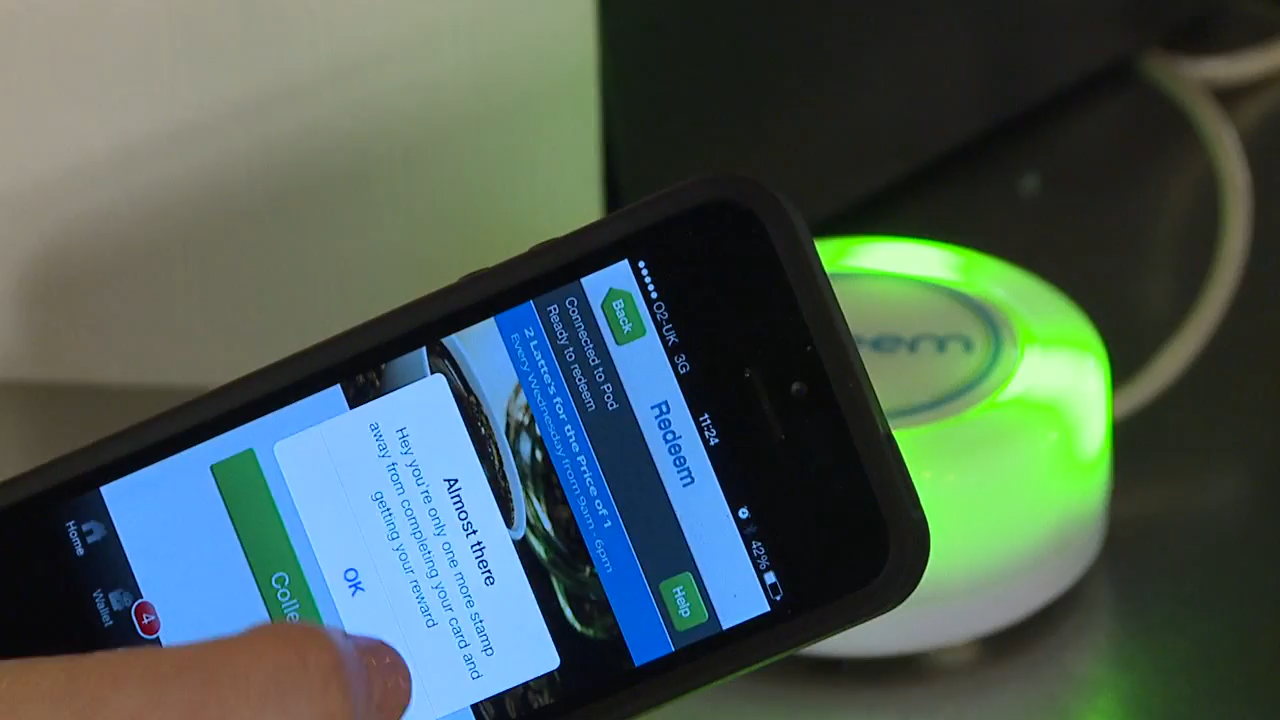 O2-UK 3G 11:24 42%
Back Redeem Help
Connected to Pod
Ready to redeem
2 Latte's for the Price of 1
Every Wednesday from 9am - 6pm
Almost there
Hey you're only one more stamp
away from completing your card and
getting your reward
OK
Home
Wallet
4